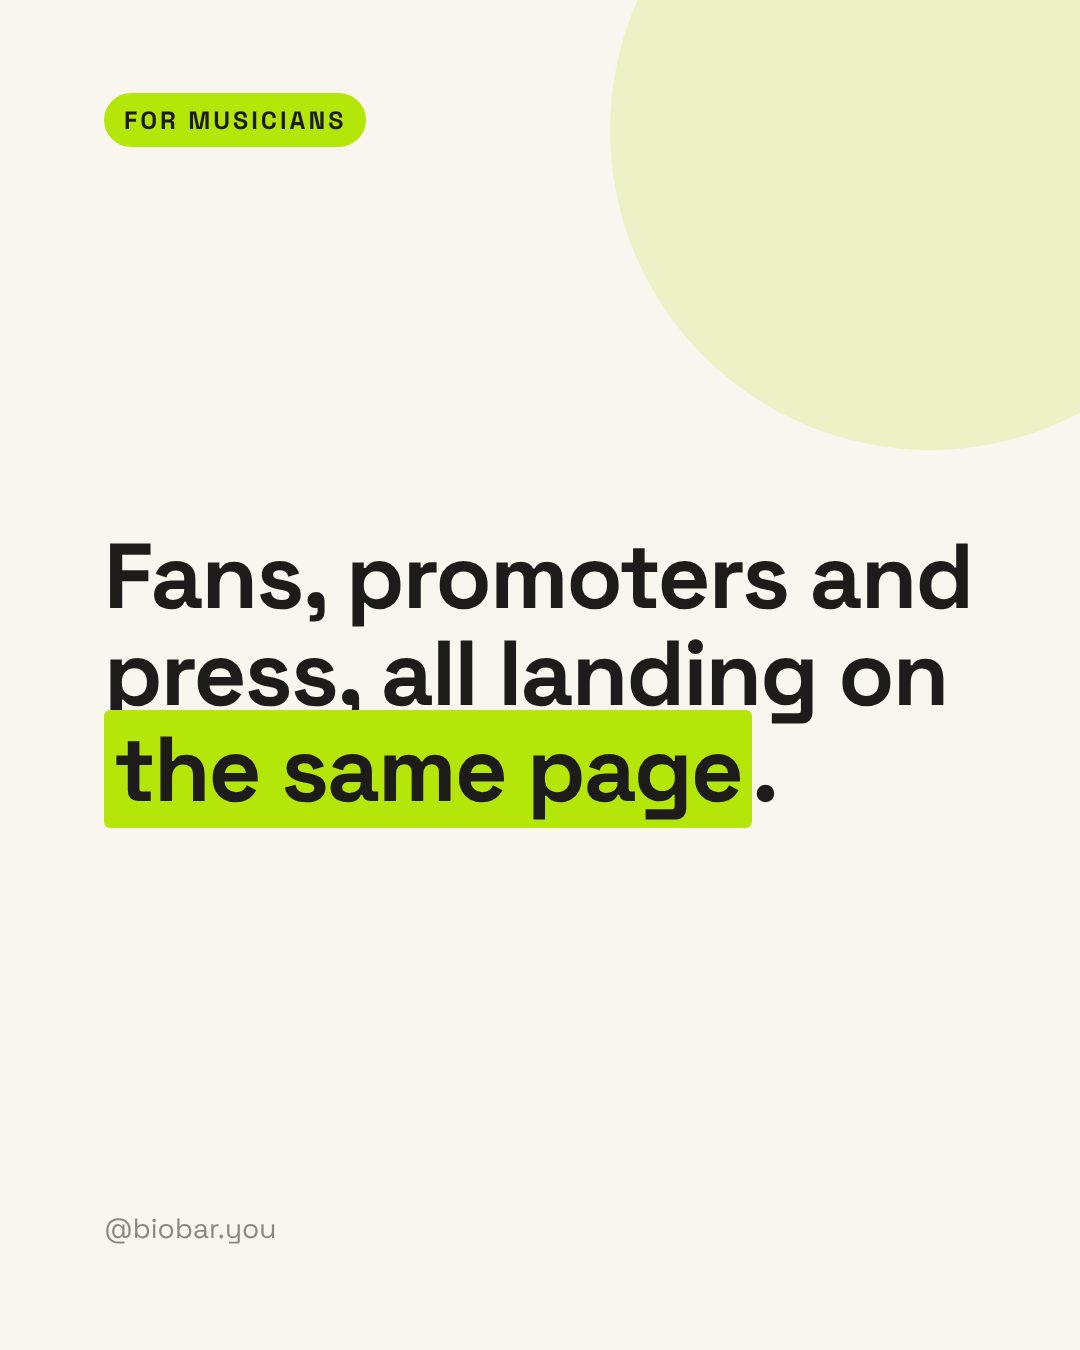 FOR MUSICIANS
Fans, promoters and
press, all landing on
the same page.
@biobar.you